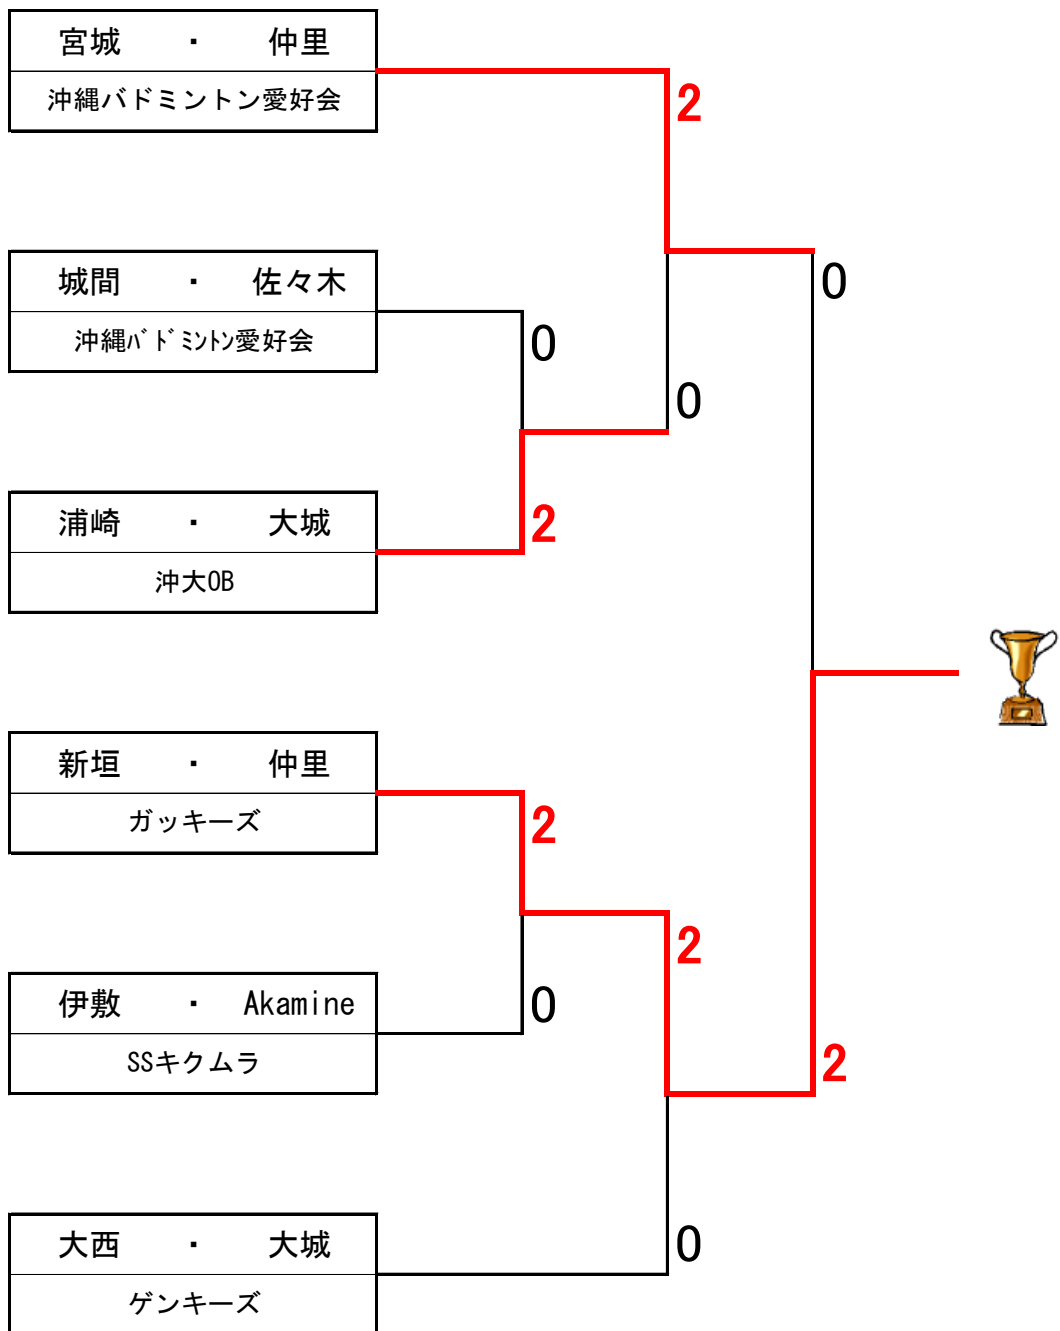 宮城 ・ 仲里
沖縄バドミントン愛好会
2
城間 ・ 佐々木
沖縄ﾊﾞﾄﾞﾐﾝﾄﾝ愛好会
0
0
0
浦崎 ・ 大城
沖大OB
2
新垣 ・ 仲里
ガッキーズ
2
2
伊敷 ・ Akamine
SSキクムラ
0
2
大西 ・ 大城
ゲンキーズ
0